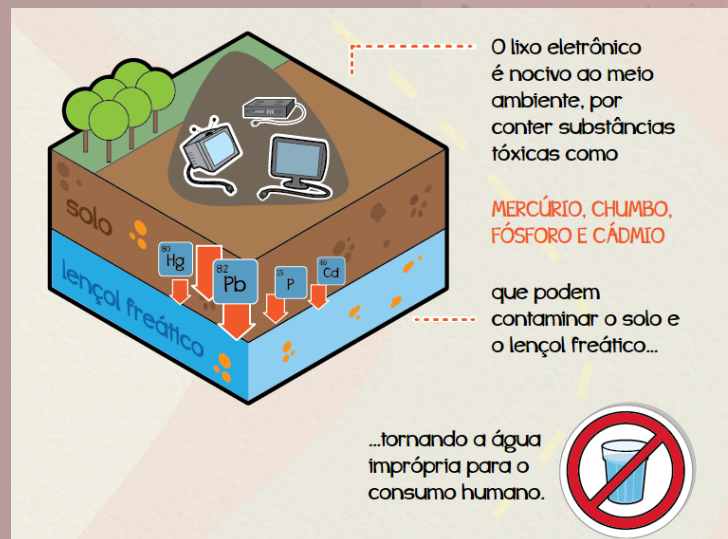 O lixo eletrônico
é nocivo ao meio
ambiente, por
conter substâncias
tóxicas como
MERCÚRIO, CHUMBO,
FÓSFORO E CÁDMIO
que podem
contaminar o solo e
o lençol freático...
...tornando a água
imprópria para o
consumo humano.
solo
lençol freático
80
Hg
82
Pb
15
P
Cd